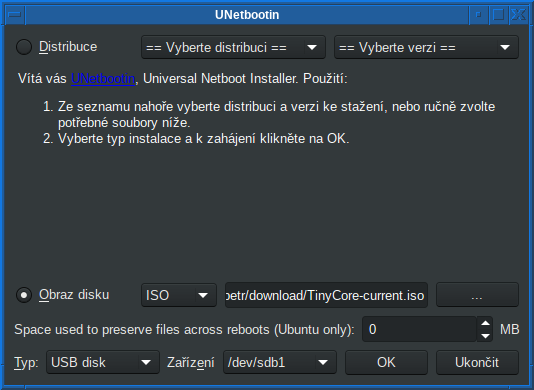 UNetbootin
Distribuce == Vyberte distribuci == == Vyberte verzi ==
Vítá vás UNetbootin, Universal Netboot Installer. Použití:
1. Ze seznamu nahoře vyberte distribuci a verzi ke stažení, nebo ručně zvolte
potřebné soubory níže.
2. Vyberte typ instalace a k zahájení klikněte na OK.
Obraz disku ISO petr/download/TinyCore-current.iso ...
Space used to preserve files across reboots (Ubuntu only): 0 MB
Typ: USB disk Zařízení /dev/sdb1 OK Ukončit